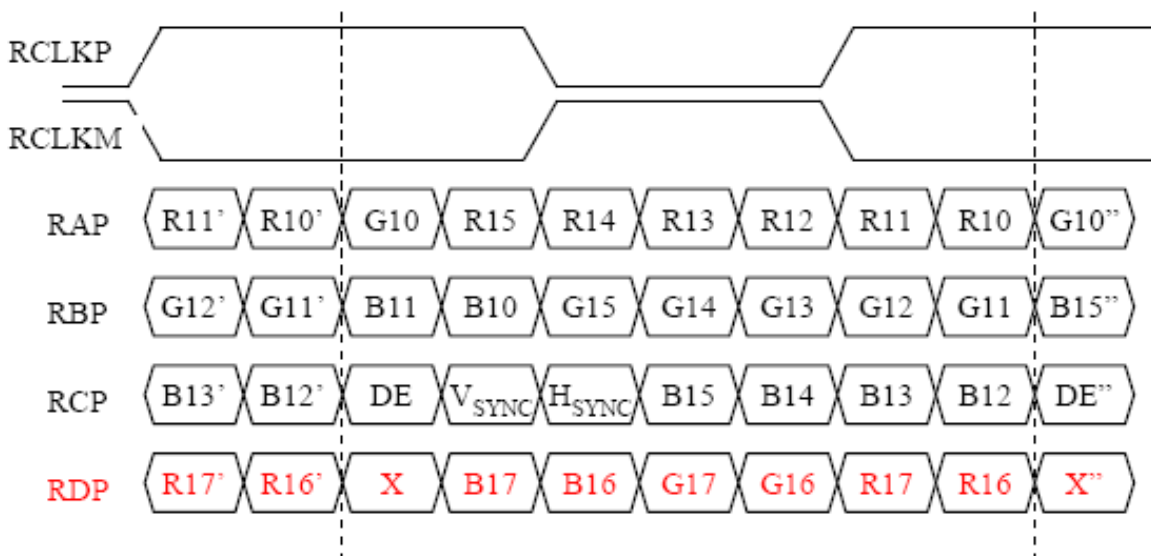 RCLKP
RCLKM
RAP R11’ R10’ G10 R15 R14 R13 R12 R11 R10 G10”
RBP G12’ G11’ B11 B10 G15 G14 G13 G12 G11 B15”
RCP B13’ B12’ DE VSYNC HSYNC B15 B14 B13 B12 DE”
RDP R17’ R16’ X B17 B16 G17 G16 R17 R16 X”